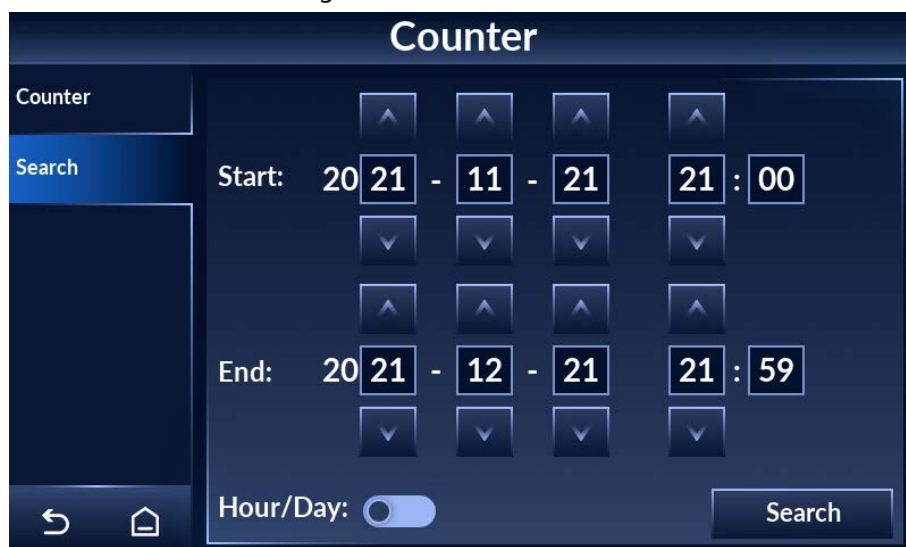 Counter
Counter
Search
Start: 20 21 - 11 - 21 21 : 00
End: 20 21 - 12 - 21 21 : 59
Hour/Day:
Search